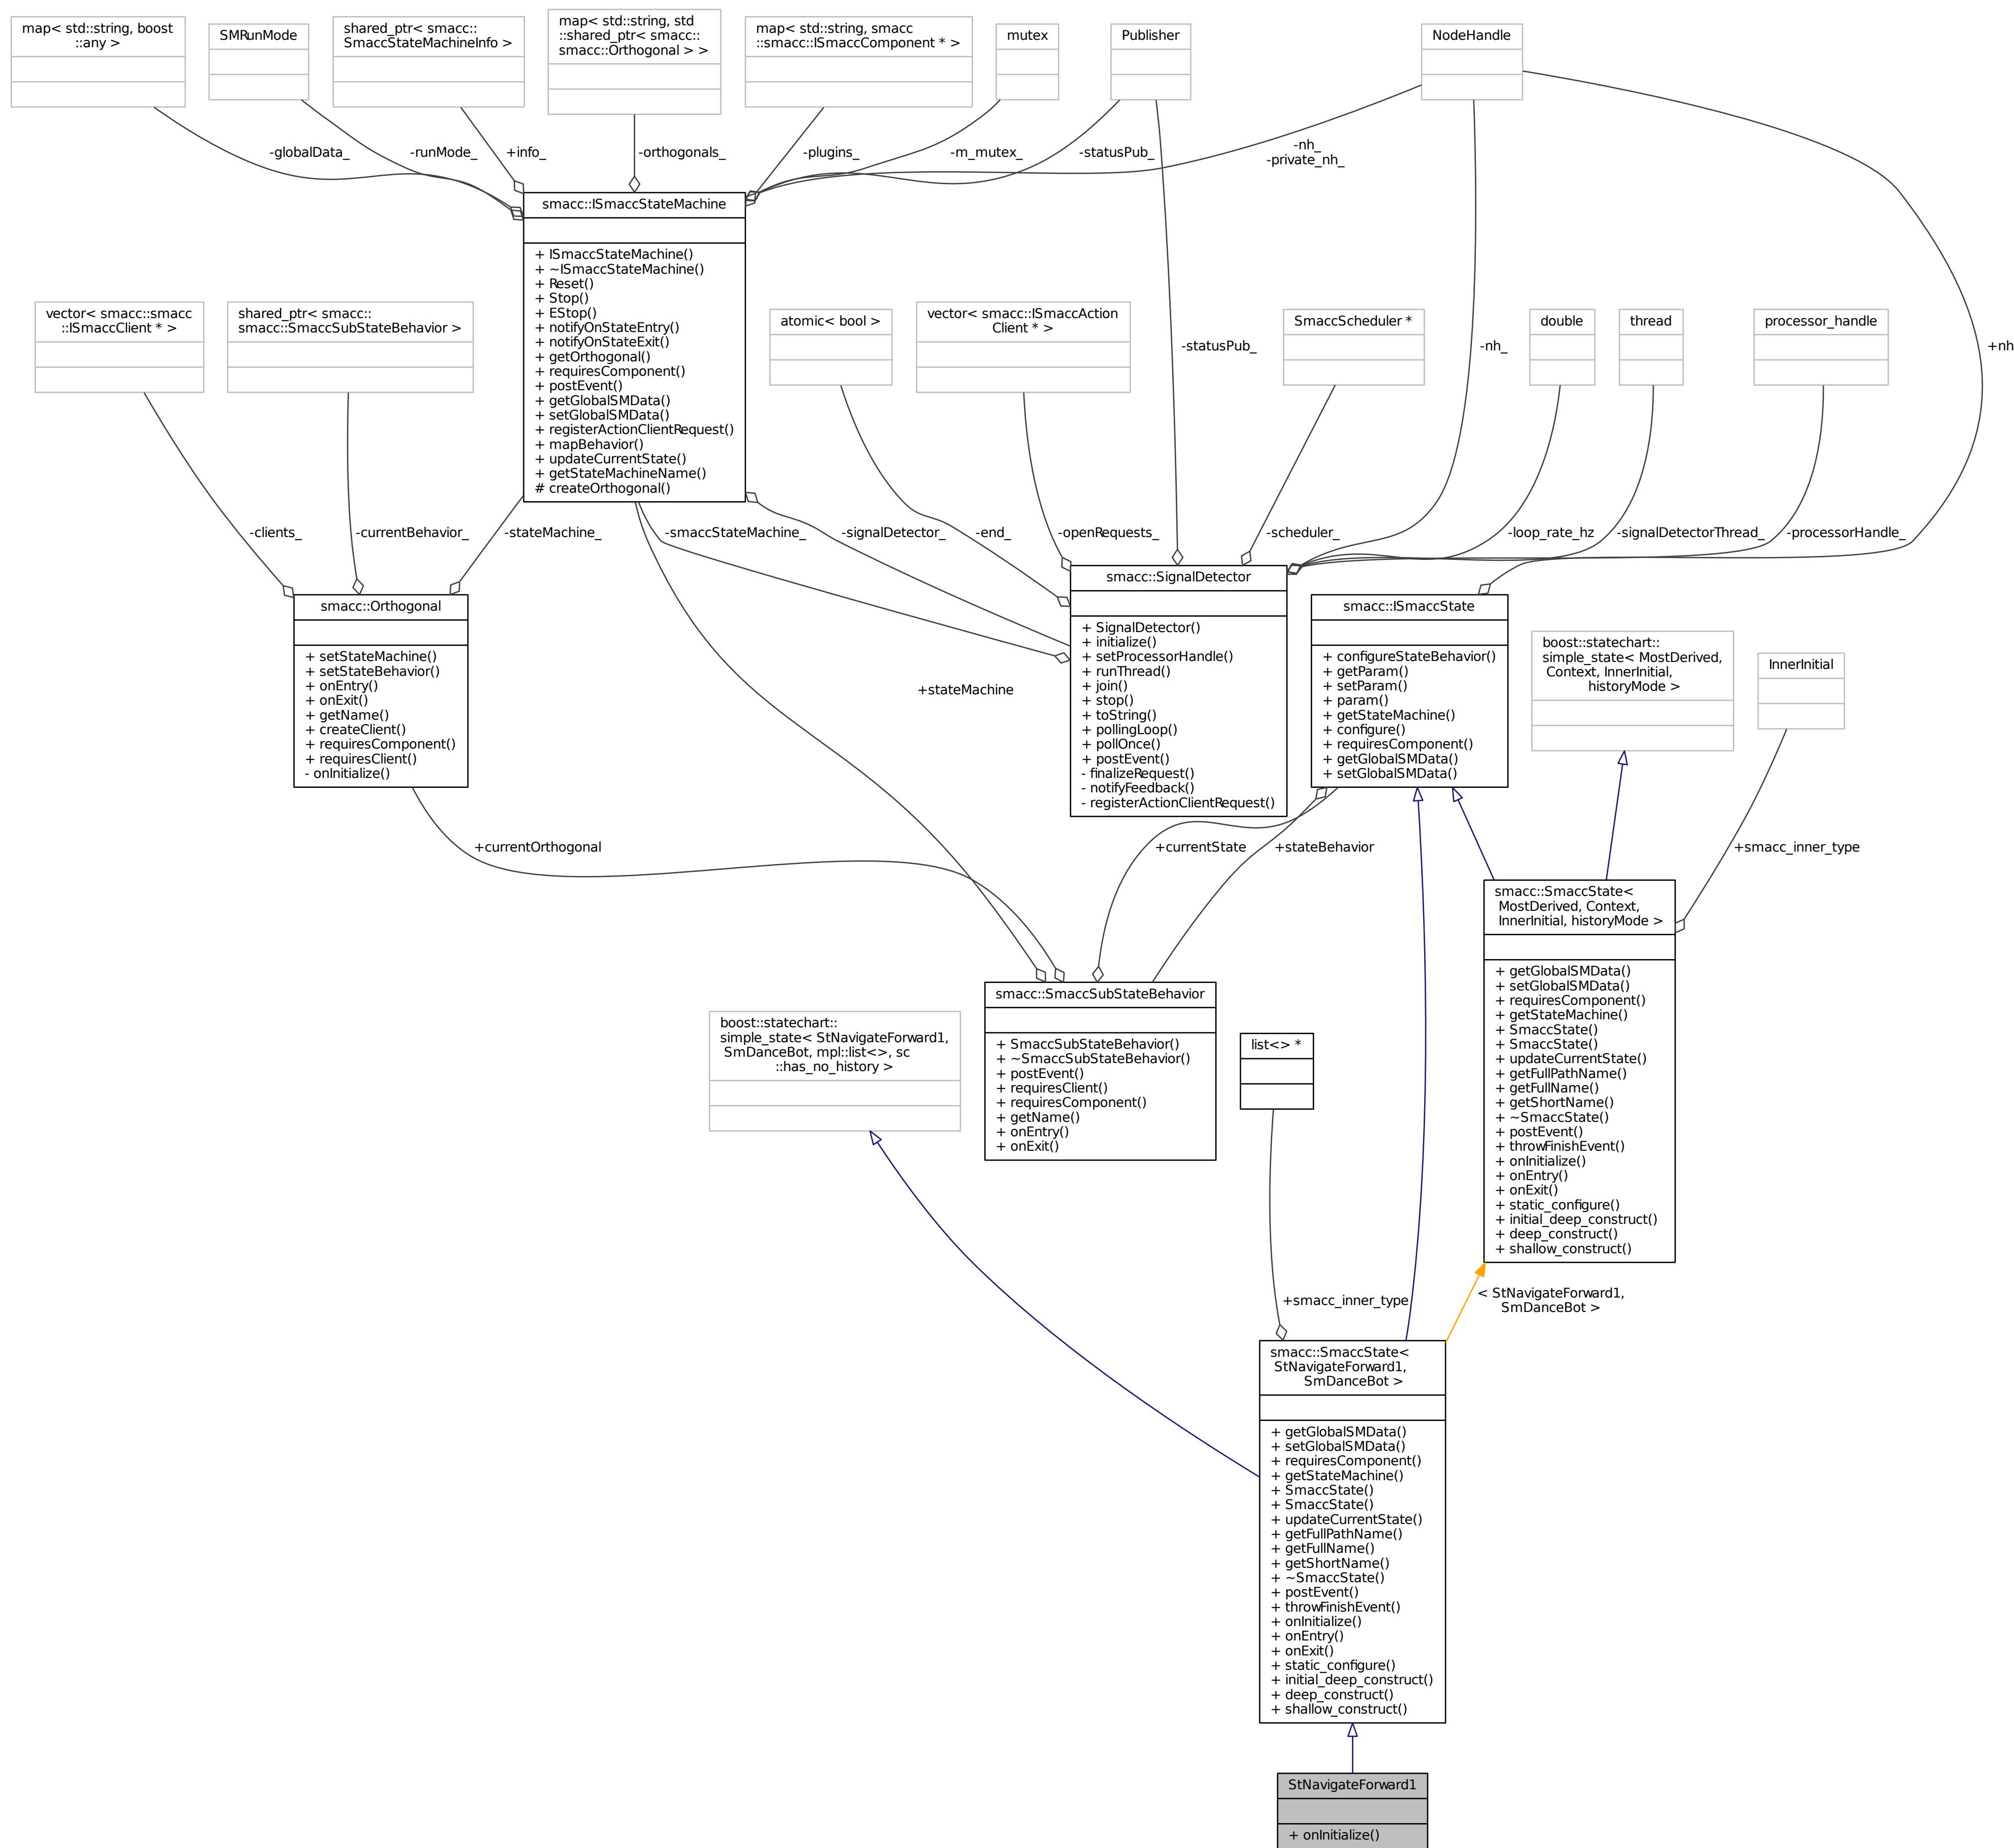 map< std::string, boost
::any >
SMRunMode
shared_ptr< smacc::
SmaccStateMachineInfo >
map< std::string, std
::shared_ptr< smacc::
smacc::Orthogonal > >
map< std::string, smacc
::smacc::ISmaccComponent * >
mutex
Publisher
NodeHandle
-globalData_
-runMode_
+info_
-orthogonals_
-plugins_
-m_mutex_
-statusPub_
-nh_
-private_nh_
smacc::ISmaccStateMachine
+ ISmaccStateMachine()
+ ~ISmaccStateMachine()
+ Reset()
+ Stop()
+ EStop()
+ notifyOnStateEntry()
+ notifyOnStateExit()
+ getOrthogonal()
+ requiresComponent()
+ postEvent()
+ getGlobalSMData()
+ setGlobalSMData()
+ registerActionClientRequest()
+ mapBehavior()
+ updateCurrentState()
+ getStateMachineName()
# createOrthogonal()
vector< smacc::smacc
::ISmaccClient * >
shared_ptr< smacc::
smacc::SmaccSubStateBehavior >
atomic< bool >
vector< smacc::ISmaccAction
Client * >
SmaccScheduler *
double
thread
processor_handle
-statusPub_
-nh_
+nh
-clients_
-currentBehavior_
-stateMachine_
-smaccStateMachine_
-signalDetector_
-end_
-openRequests_
-scheduler_
-loop_rate_hz
-signalDetectorThread_
-processorHandle_
smacc::Orthogonal
+ setStateMachine()
+ setStateBehavior()
+ onEntry()
+ onExit()
+ getName()
+ createClient()
+ requiresComponent()
+ requiresClient()
- onInitialize()
smacc::SignalDetector
+ SignalDetector()
+ initialize()
+ setProcessorHandle()
+ runThread()
+ join()
+ stop()
+ toString()
+ pollingLoop()
+ pollOnce()
+ postEvent()
- finalizeRequest()
- notifyFeedback()
- registerActionClientRequest()
smacc::ISmaccState
+ configureStateBehavior()
+ getParam()
+ setParam()
+ param()
+ getStateMachine()
+ configure()
+ requiresComponent()
+ getGlobalSMData()
+ setGlobalSMData()
boost::statechart::
simple_state< MostDerived,
Context, InnerInitial,
historyMode >
InnerInitial
+stateMachine
+currentOrthogonal
+currentState
+stateBehavior
+smacc_inner_type
smacc::SmaccState<
MostDerived, Context,
InnerInitial, historyMode >
+ getGlobalSMData()
+ setGlobalSMData()
+ requiresComponent()
+ getStateMachine()
+ SmaccState()
+ SmaccState()
+ updateCurrentState()
+ getFullPathName()
+ getFullName()
+ getShortName()
+ ~SmaccState()
+ postEvent()
+ throwFinishEvent()
+ onInitialize()
+ onEntry()
+ onExit()
+ static_configure()
+ initial_deep_construct()
+ deep_construct()
+ shallow_construct()
smacc::SmaccSubStateBehavior
+ SmaccSubStateBehavior()
+ ~SmaccSubStateBehavior()
+ postEvent()
+ requiresClient()
+ requiresComponent()
+ getName()
+ onEntry()
+ onExit()
boost::statechart::
simple_state< StNavigateForward1,
SmDanceBot, mpl::list<>, sc
::has_no_history >
list<> *
+smacc_inner_type
< StNavigateForward1,
SmDanceBot >
smacc::SmaccState<
StNavigateForward1,
SmDanceBot >
+ getGlobalSMData()
+ setGlobalSMData()
+ requiresComponent()
+ getStateMachine()
+ SmaccState()
+ SmaccState()
+ updateCurrentState()
+ getFullPathName()
+ getFullName()
+ getShortName()
+ ~SmaccState()
+ postEvent()
+ throwFinishEvent()
+ onInitialize()
+ onEntry()
+ onExit()
+ static_configure()
+ initial_deep_construct()
+ deep_construct()
+ shallow_construct()
StNavigateForward1
+ onInitialize()